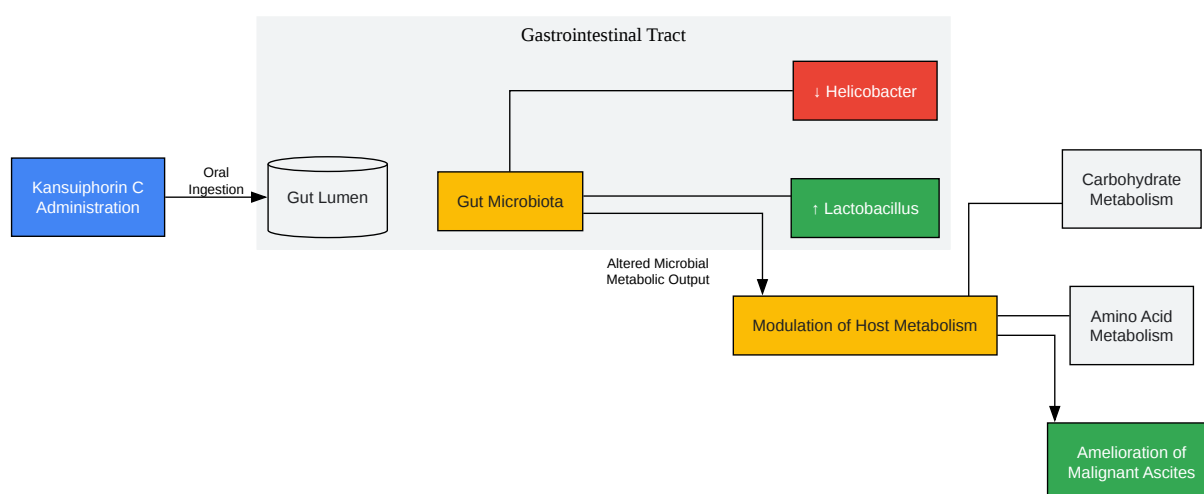 Gastrointestinal Tract
↓ Helicobacter
Oral
Ingestion
Kansuiphorin C
Administration
Gut Lumen
Gut Microbiota
↑ Lactobacillus
Carbohydrate
Metabolism
Altered Microbial
Metabolic Output
Modulation of Host Metabolism
Amino Acid
Metabolism
Amelioration of
Malignant Ascites